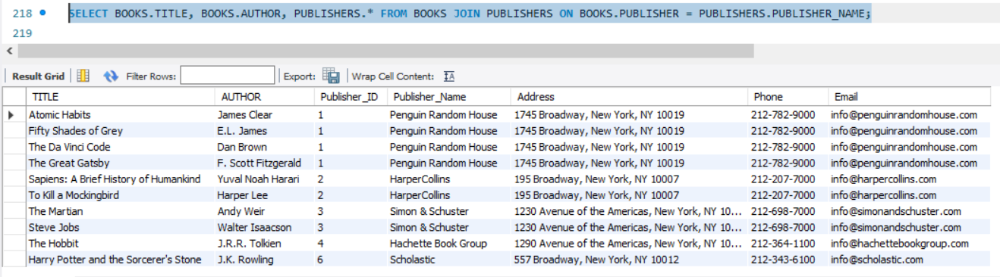 218 SELECT BOOKS.TITLE, BOOKS.AUTHOR, PUBLISHERS.* FROM BOOKS JOIN PUBLISHERS ON BOOKS.PUBLISHER = PUBLISHERS.PUBLISHER_NAME;
219
Result Grid Filter Rows: Export: Wrap Cell Content: IA
TITLE AUTHOR Publisher_ID Publisher_Name Address Phone Email
Atomic Habits James Clear 1 Penguin Random House 1745 Broadway, New York, NY 10019 212-782-9000 info@penguinrandomhouse.com
Fifty Shades of Grey E.L. James 1 Penguin Random House 1745 Broadway, New York, NY 10019 212-782-9000 info@penguinrandomhouse.com
The Da Vinci Code Dan Brown 1 Penguin Random House 1745 Broadway, New York, NY 10019 212-782-9000 info@penguinrandomhouse.com
The Great Gatsby F. Scott Fitzgerald 1 Penguin Random House 1745 Broadway, New York, NY 10019 212-782-9000 info@penguinrandomhouse.com
Sapiens: A Brief History of Humankind Yuval Noah Harari 2 HarperCollins 195 Broadway, New York, NY 10007 212-207-7000 info@harpercollins.com
To Kill a Mockingbird Harper Lee 2 HarperCollins 195 Broadway, New York, NY 10007 212-207-7000 info@harpercollins.com
The Martian Andy Weir 3 Simon & Schuster 1230 Avenue of the Americas, New York, NY 10... 212-698-7000 info@simonandschuster.com
Steve Jobs Walter Isaacson 3 Simon & Schuster 1230 Avenue of the Americas, New York, NY 10... 212-698-7000 info@simonandschuster.com
The Hobbit J.R.R. Tolkien 4 Hachette Book Group 1290 Avenue of the Americas, New York, NY 10... 212-364-1100 info@hachettebookgroup.com
Harry Potter and the Sorcerer's Stone J.K. Rowling 6 Scholastic 557 Broadway, New York, NY 10012 212-343-6100 info@scholastic.com